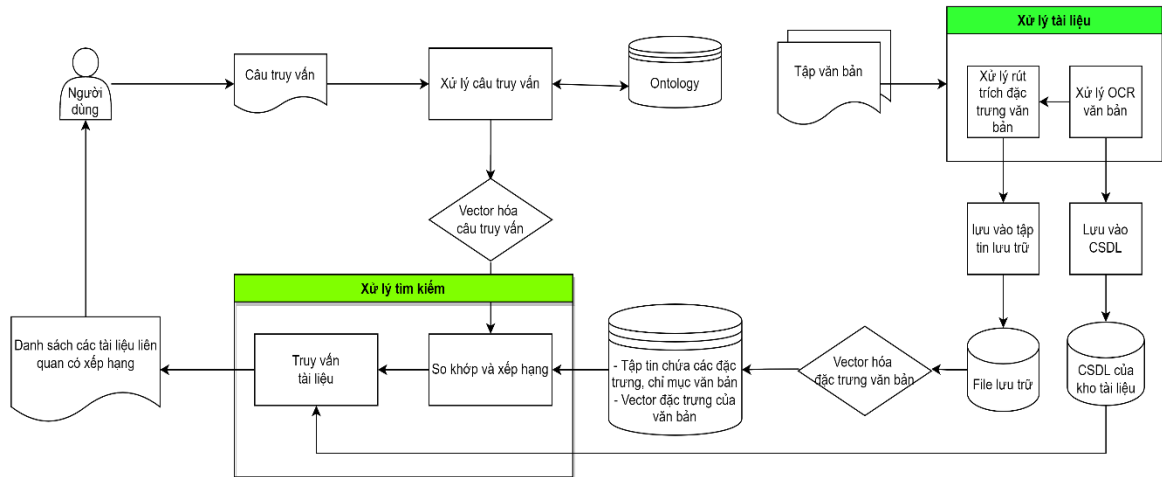 Người
dùng
Câu truy vấn
Xử lý câu truy vấn
Ontology
Tập văn bản
Xử lý tài liệu
Xử lý rút
trích đặc
trưng văn
bản
Xử lý OCR
văn bản
Vector hóa
câu truy vấn
lựu vào tập
tin lưu trữ
Lựu vào
CSDL
Xử lý tim kiếm
Danh sách các tài liệu liên
quan có xếp hạng
Truy vấn
tài liệu
So khớp và xếp hạng
- Tập tin chứa các đặc
trưng, chỉ mục văn bản
- Vector đặc trưng của
văn bản
Vector hóa
đặc trưng văn bản
File lưu trữ
CSDL của
kho tài liệu